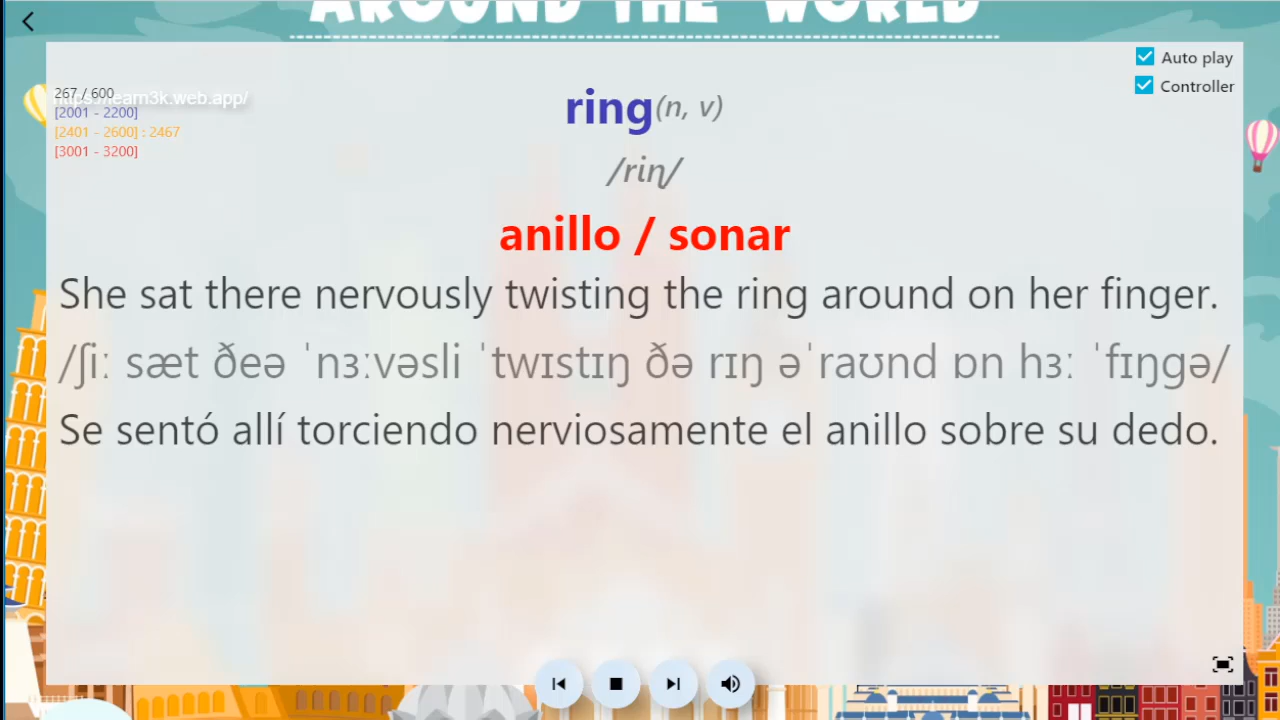 AROUND THE WORLD
Auto play
Controller
267 / 600
https://learn3k.web.app/
[2001 - 2200]
[2401 - 2600] : 2467
[3001 - 3200]
ring(n, v)
/riŋ/
anillo / sonar
She sat there nervously twisting the ring around on her finger.
/ʃiː sæt ðeə ˈnɜːvəsli ˈtwɪstɪŋ ðə rɪŋ əˈraʊnd ɒn hɜː ˈfɪŋgə/
Se sentó allí torciendo nerviosamente el anillo sobre su dedo.